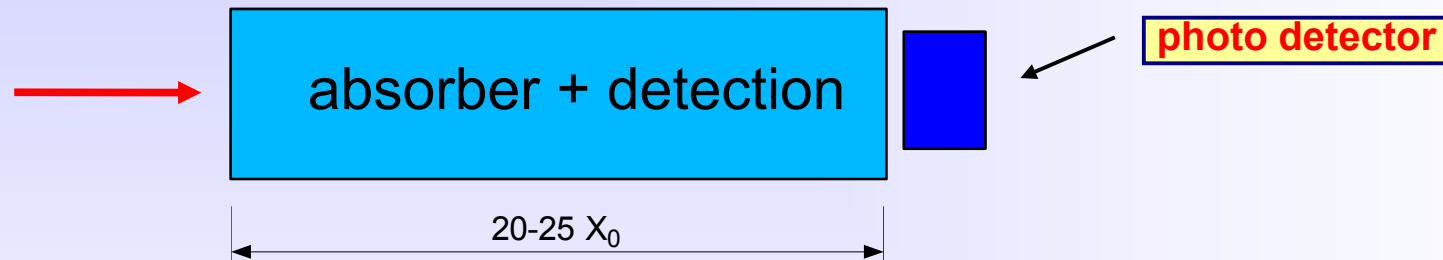 photo detector
absorber + detection
20-25 X₀